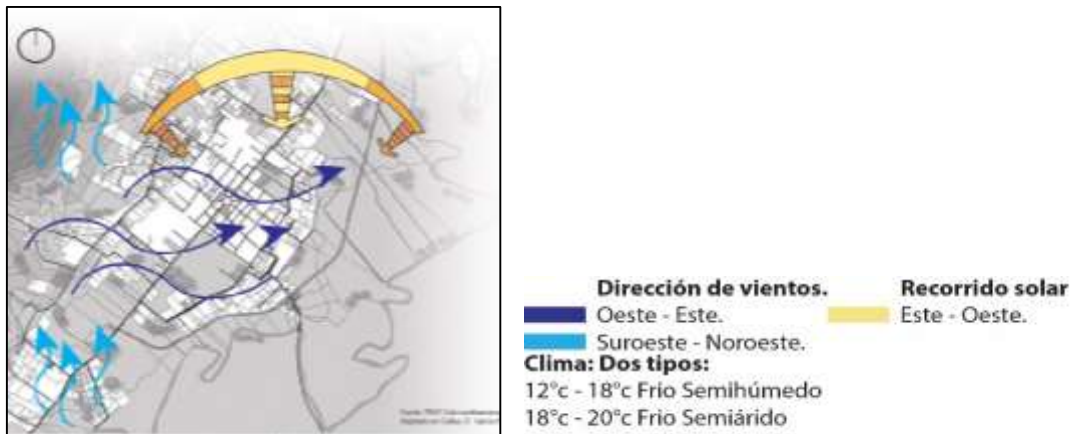 Dirección de vientos.
Oeste - Este.
Suroeste - Noroeste.
Recorrido solar
Este - Oeste.
Clima: Dos tipos:
12°c - 18°c Frio Semihúmedo
18°c - 20°c Frio Semiárido